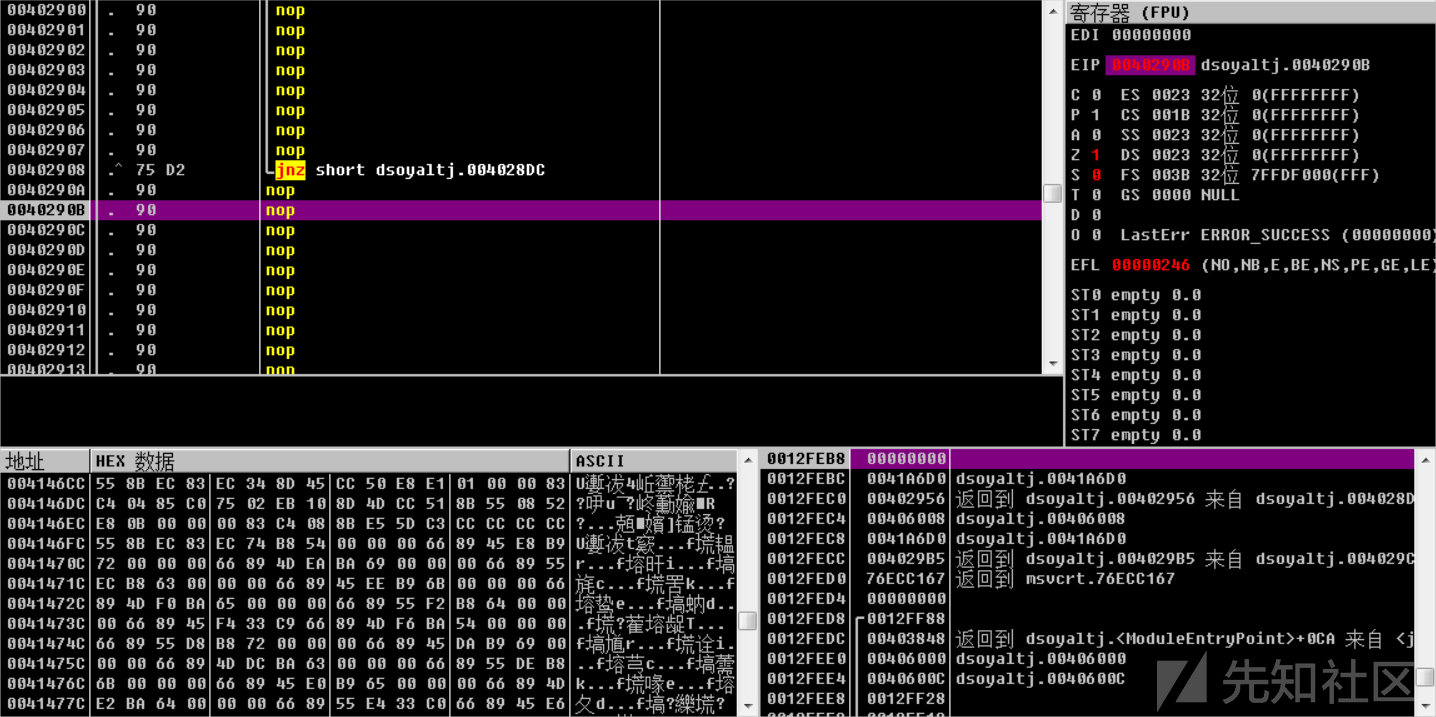 00402900 . 90 nop
00402901 . 90 nop
00402902 . 90 nop
00402903 . 90 nop
00402904 . 90 nop
00402905 . 90 nop
00402906 . 90 nop
00402907 . 90 nop
00402908 .^ 75 D2 jnz short dsoyaltj.004028DC
0040290A . 90 nop
0040290B . 90 nop
0040290C . 90 nop
0040290D . 90 nop
0040290E . 90 nop
0040290F . 90 nop
00402910 . 90 nop
00402911 . 90 nop
00402912 . 90 nop
00402913 . 90 nop
寄存器 (FPU)
EDI 00000000
EIP 0040290B dsoyaltj.0040290B
C 0 ES 0023 32位 0(FFFFFFFF)
P 1 CS 001B 32位 0(FFFFFFFF)
A 0 SS 0023 32位 0(FFFFFFFF)
Z 1 DS 0023 32位 0(FFFFFFFF)
S 0 FS 003B 32位 7FFDF000(FFF)
T 0 GS 0000 NULL
D 0
O 0 LastErr ERROR_SUCCESS (00000000)
EFL 00000246 (NO,NB,E,BE,NS,PE,GE,LE)
ST0 empty 0.0
ST1 empty 0.0
ST2 empty 0.0
ST3 empty 0.0
ST4 empty 0.0
ST5 empty 0.0
ST6 empty 0.0
ST7 empty 0.0
地址 HEX 数据 ASCII
004146CC 55 8B EC 83 EC 34 8D 45 CC 50 E8 E1 01 00 00 83
004146DC C4 04 85 C0 75 02 EB 10 8D 4D CC 51 8B 55 08 52
004146EC E8 0B 00 00 00 83 C4 08 8B E5 5D C3 CC CC CC CC
004146FC 55 8B EC 83 EC 74 B8 54 00 00 00 66 89 45 E8 B9
0041470C 72 00 00 00 66 89 4D EA BA 69 00 00 00 66 89 55
0041471C EC B8 63 00 00 00 66 89 45 EE B9 6B 00 00 00 66
0041472C 89 4D F0 BA 65 00 00 00 66 89 55 F2 B8 64 00 00
0041473C 00 66 89 45 F4 33 C9 66 89 4D F6 BA 54 00 00 00
0041474C 66 89 55 D8 B8 72 00 00 00 66 89 45 DA B9 69 00
0041475C 00 00 66 89 4D DC BA 63 00 00 00 66 89 55 DE B8
0041476C 6B 00 00 00 66 89 45 E0 B9 65 00 00 00 66 89 4D
0041477C E2 BA 64 00 00 00 66 89 55 E4 33 C0 66 89 45 E6
0012FEB8 00000000
0012FEBC 0041A6D0 dsoyaltj.0041A6D0
0012FEC0 00402956 返回到 dsoyaltj.00402956 来自 dsoyaltj.004028D
0012FEC4 00406008 dsoyaltj.00406008
0012FEC8 0041A6D0 dsoyaltj.0041A6D0
0012FECC 004029B5 返回到 dsoyaltj.004029B5 来自 dsoyaltj.004029C
0012FED0 76ECC167 返回到 msvcrt.76ECC167
0012FED4 00000000
0012FED8 0012FF88
0012FEDC 00403848 返回到 dsoyaltj.<ModuleEntryPoint>+0CA 来自 <j
0012FEE0 00406000 dsoyaltj.00406000
0012FEE4 0040600C dsoyaltj.0040600C
0012FEE8 0012FF28
先知社区